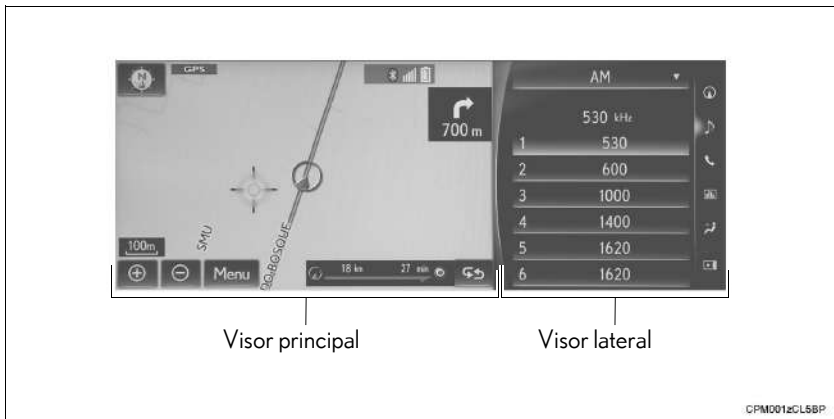 GPS
N
700 m
100m
SMU
DO BOSQUE
Menu
18 km 27 min
AM
530 kHz
1 530
2 600
3 1000
4 1400
5 1620
6 1620
Visor principal
Visor lateral
CPM001zCL5BP